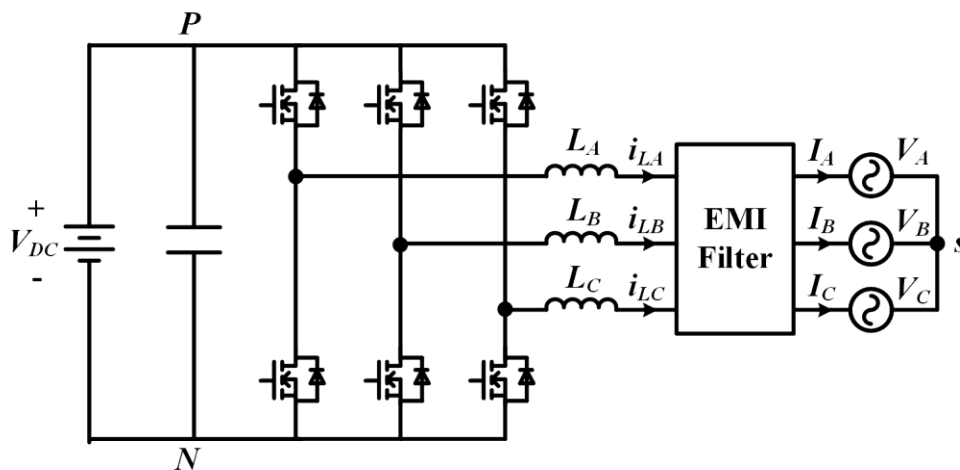 P
L_A i_LA I_A V_A
+
V_DC
-
L_B i_LB EMI Filter I_B V_B s
L_C i_LC I_C V_C
N